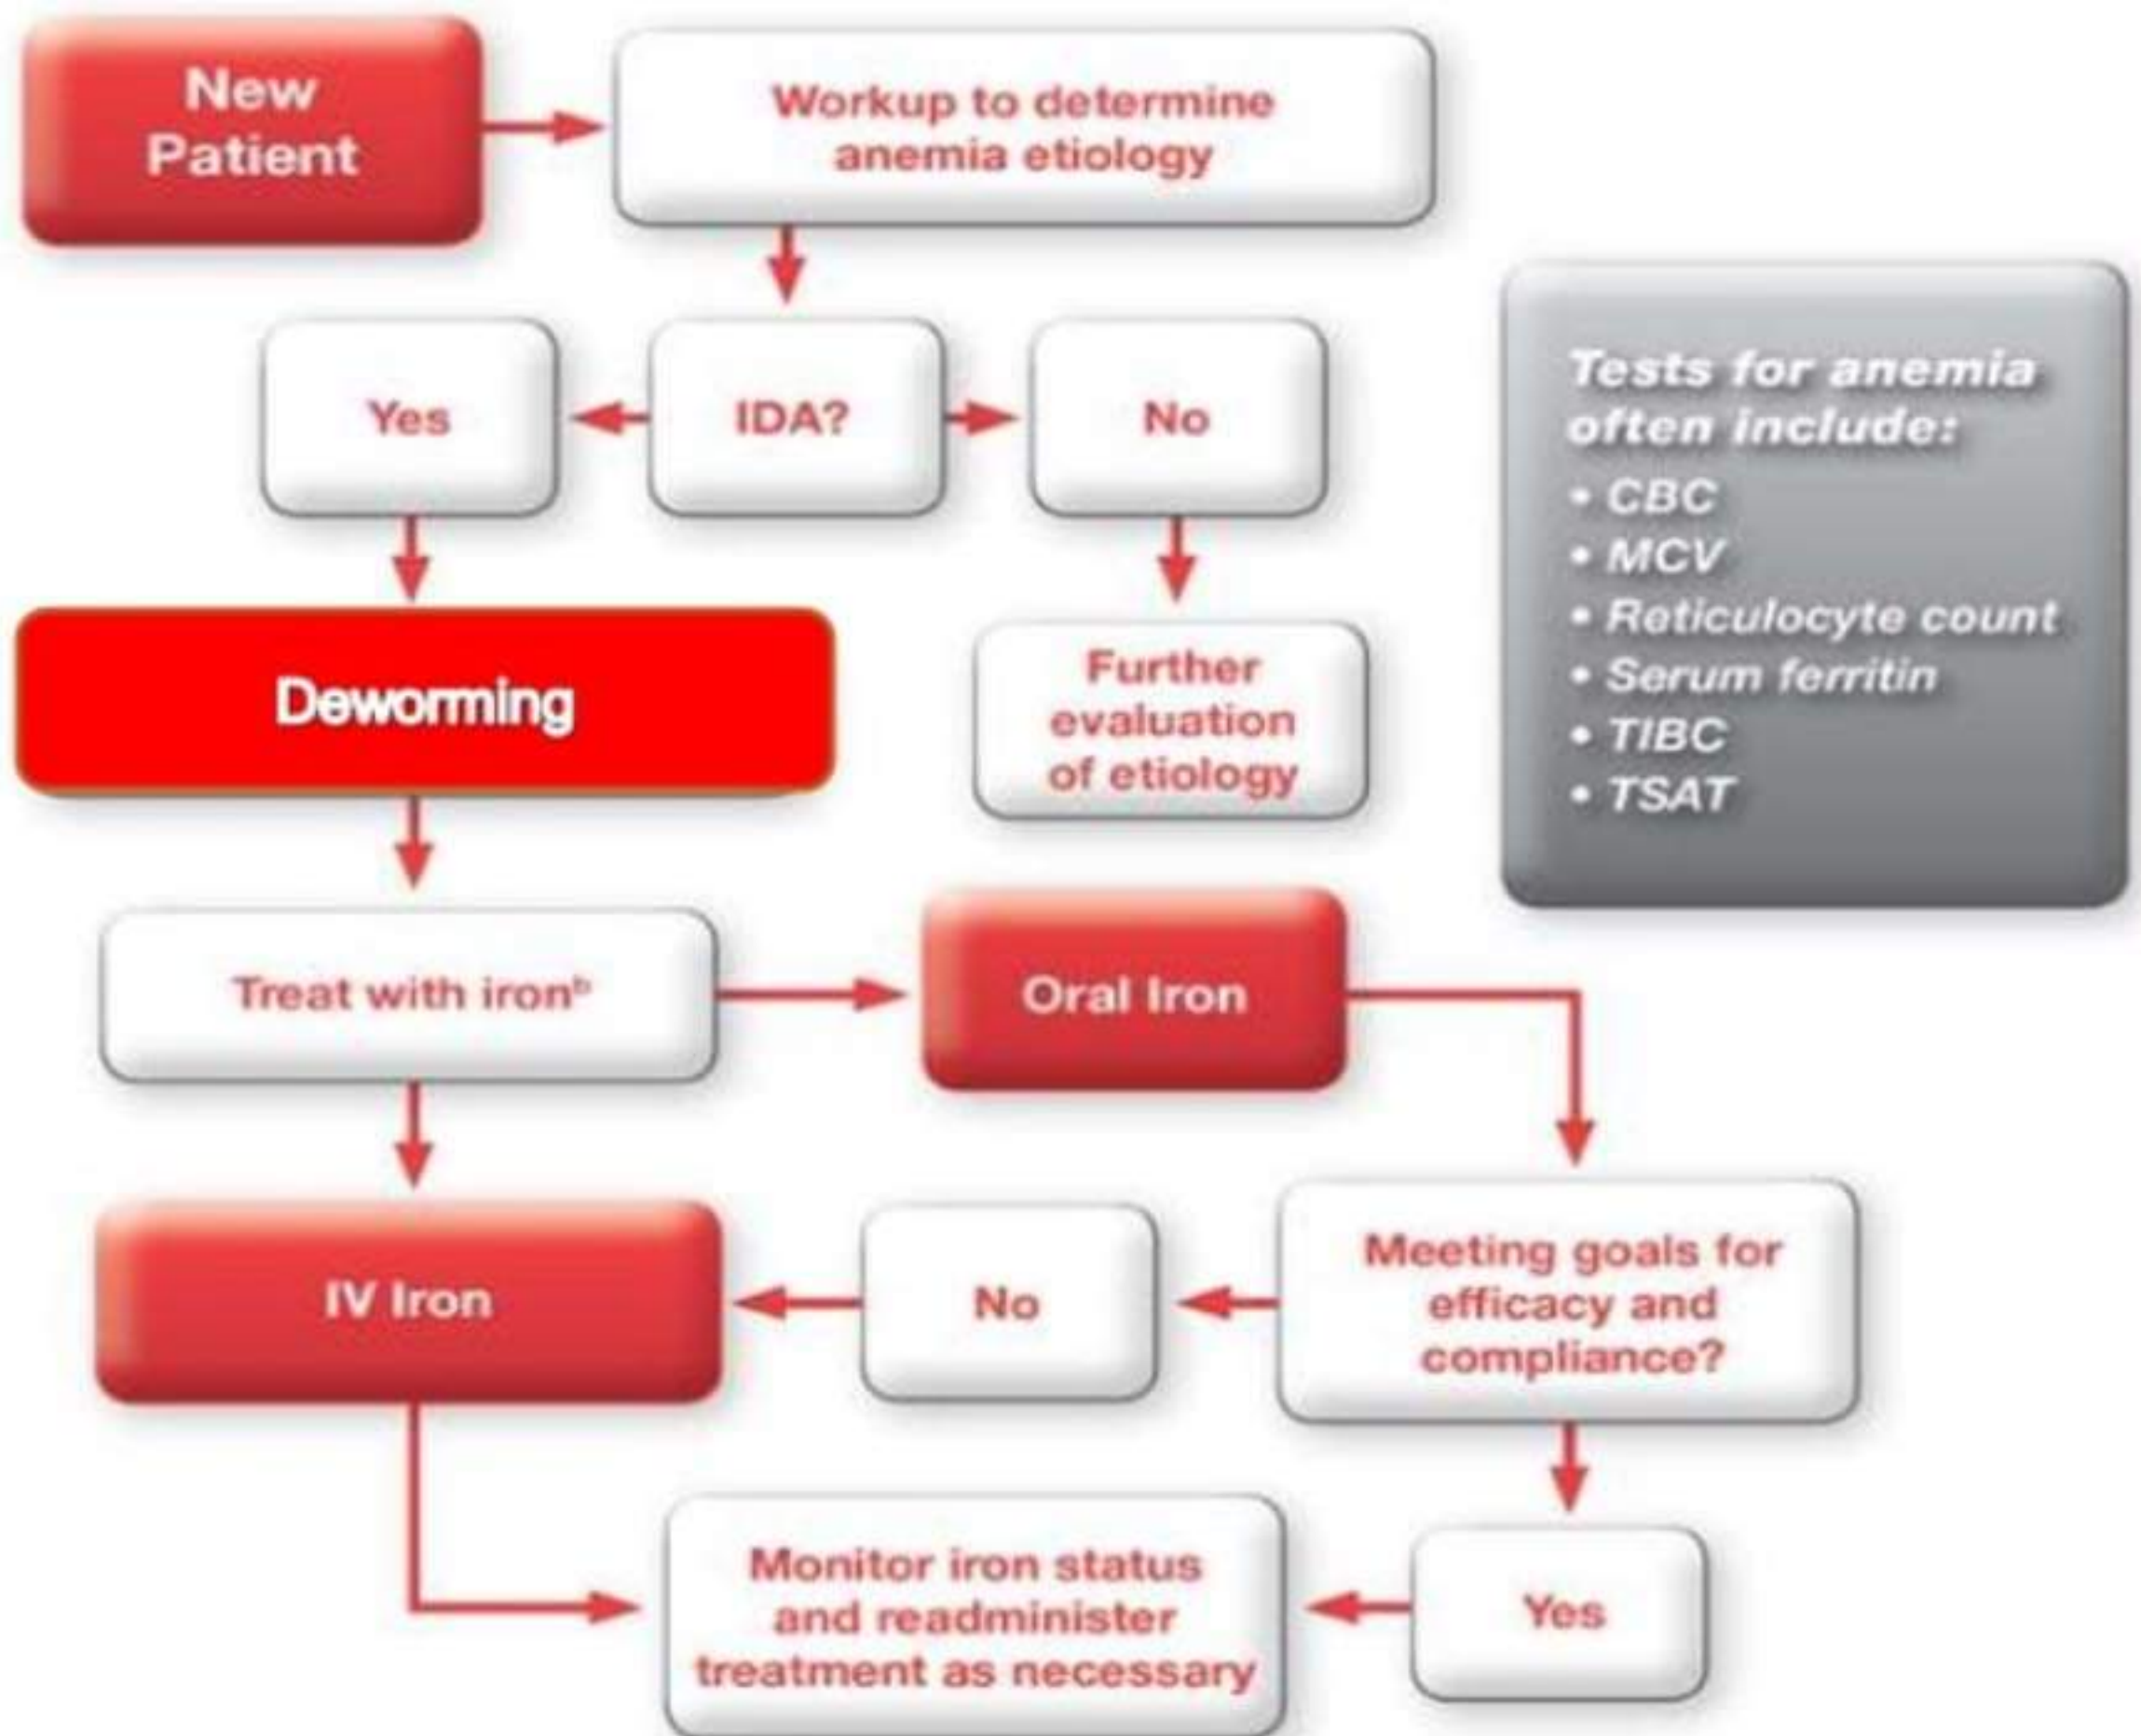 New
Patient
Workup to determine
anemia etiology
Yes
IDA?
No
Tests for anemia
often include:
• CBC
• MCV
• Reticulocyte count
• Serum ferritin
• TIBC
• TSAT
Deworming
Further
evaluation
of etiology
Treat with ironᵇ
Oral Iron
IV Iron
No
Meeting goals for
efficacy and
compliance?
Monitor iron status
and readminister
treatment as necessary
Yes